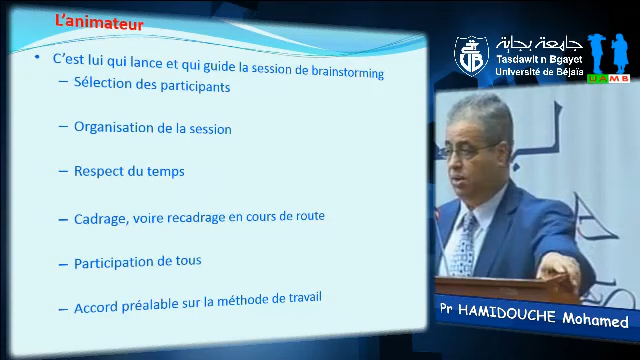 L'animateur
• C'est lui qui lance et qui guide la session de brainstorming
– Sélection des participants
– Organisation de la session
– Respect du temps
– Cadrage, voire recadrage en cours de route
– Participation de tous
– Accord préalable sur la méthode de travail
جامعة بجاية
Tasdawit n Bgayet
Université de Béjaïa
UAMB
Pr HAMIDOUCHE Mohamed